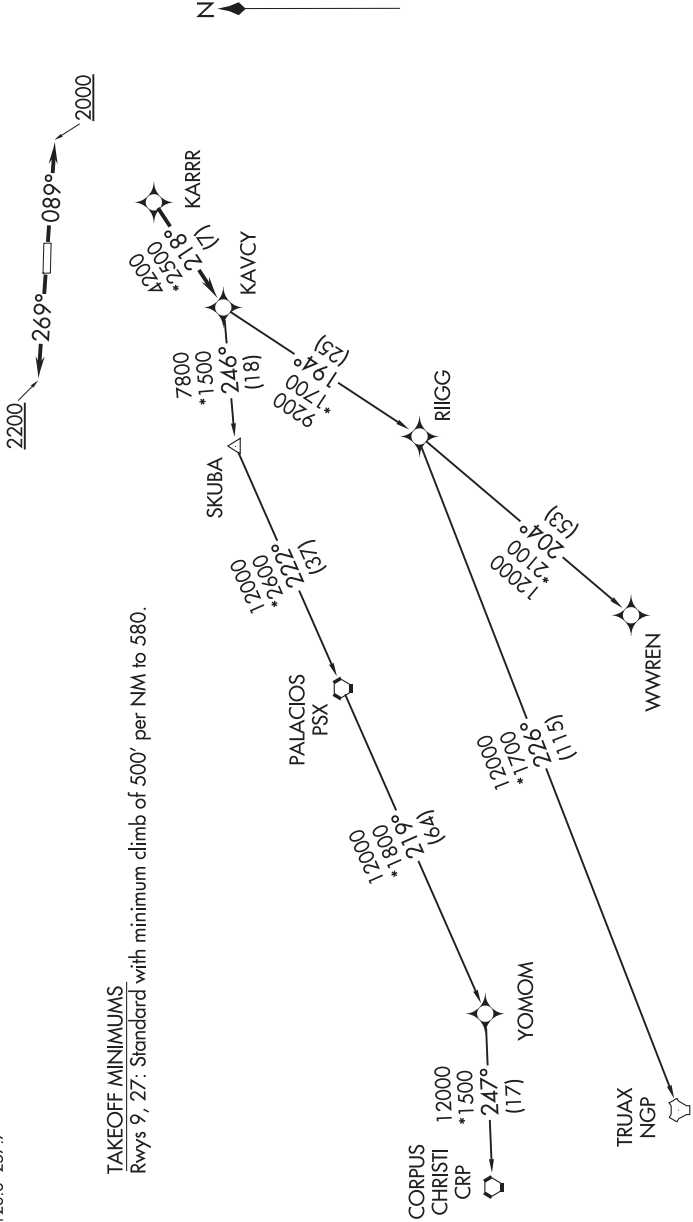 N
2200
269°
089°
2000
KARRR
4200
*2500
218°
(7)
KAVCY
7800
*1500
246°
(18)
9200
*1700
194°
(25)
SKUBA
RIIGG
12000
*2600
222°
(37)
12000
*2100
204°
(53)
WWREN
PALACIOS
PSX
12000
*1700
226°
(115)
12000
*1800
219°
(64)
YOMOM
12000
*1500
247°
(17)
CORPUS
CHRISTI
CRP
TRUAX
NGP
TAKEOFF MINIMUMS
Rwys 9, 27: Standard with minimum climb of 500' per NM to 580.